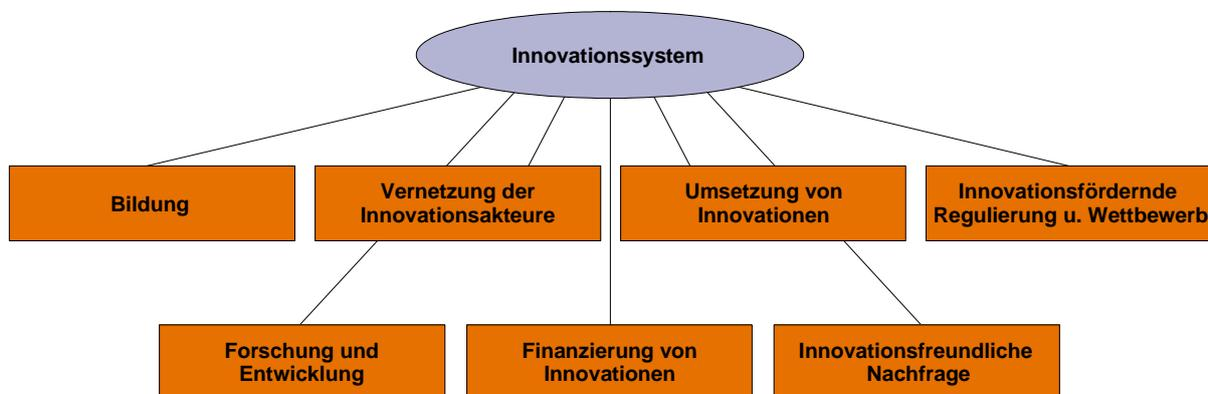 Innovationssystem
Bildung
Vernetzung der
Innovationsakteure
Umsetzung von
Innovationen
Innovationsfördernde
Regulierung u. Wettbewerb
Forschung und
Entwicklung
Finanzierung von
Innovationen
Innovationsfreundliche
Nachfrage